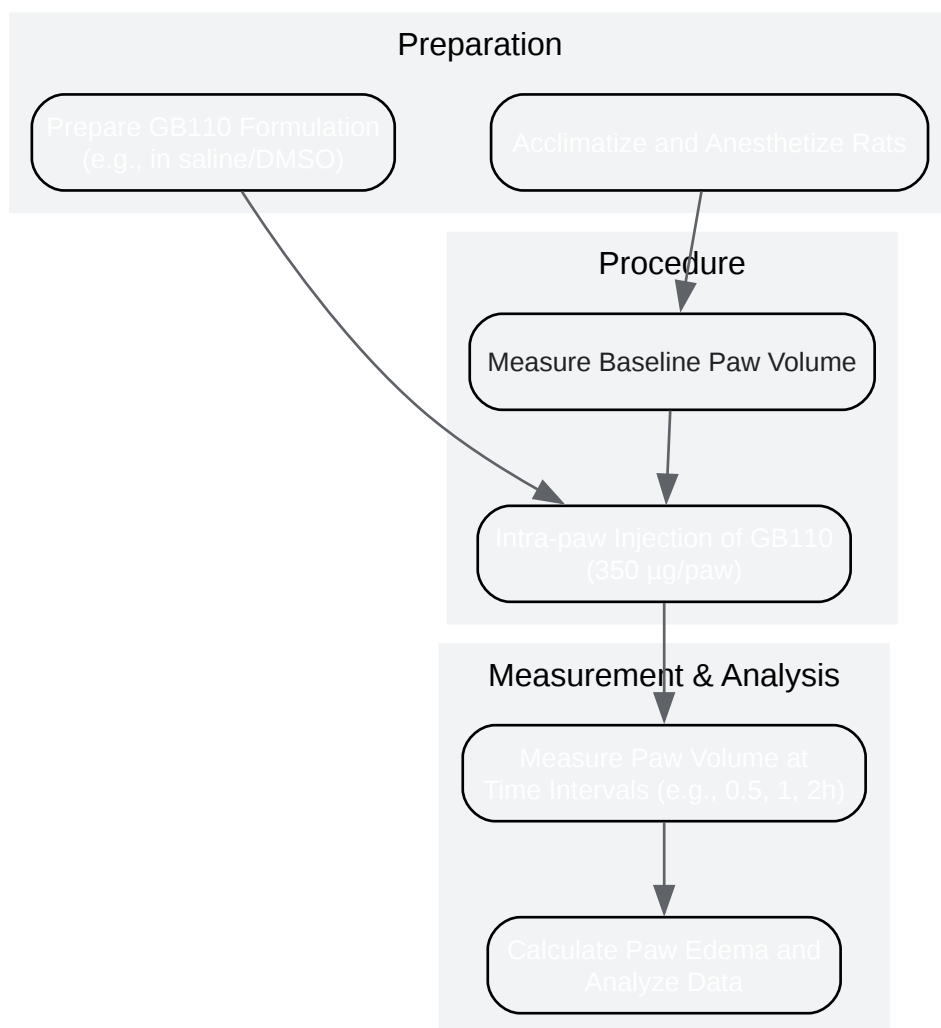 Preparation
Prepare GB110 Formulation
(e.g., in saline/DMSO)
Acclimatize and Anesthetize Rats
Procedure
Measure Baseline Paw Volume
Intra-paw Injection of GB110
(350 µg/paw)
Measurement & Analysis
Measure Paw Volume at
Time Intervals (e.g., 0.5, 1, 2h)
Calculate Paw Edema and
Analyze Data